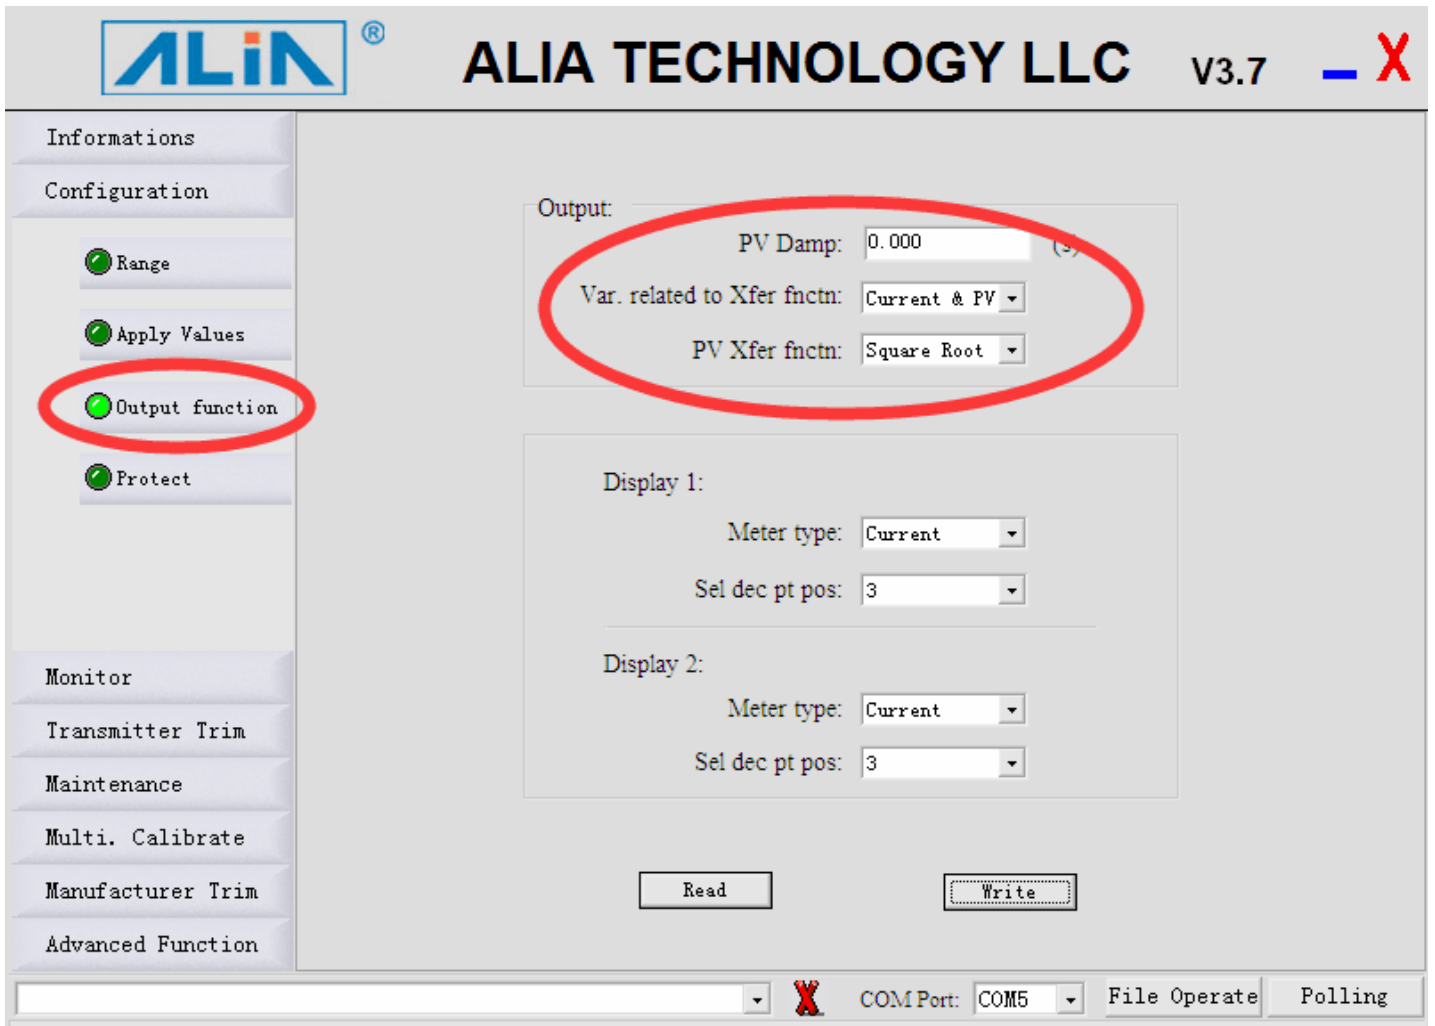 ALiA ® ALIA TECHNOLOGY LLC V3.7 X
Informations
Configuration
Range
Apply Values
Output function
Protect
Monitor
Transmitter Trim
Maintenance
Multi. Calibrate
Manufacturer Trim
Advanced Function
Output:
PV Damp: 0.000
Var. related to Xfer fnctn: Current & PV
PV Xfer fnctn: Square Root
Display 1:
Meter type: Current
Sel dec pt pos: 3
Display 2:
Meter type: Current
Sel dec pt pos: 3
Read Write
COM Port: COM5 File Operate Polling